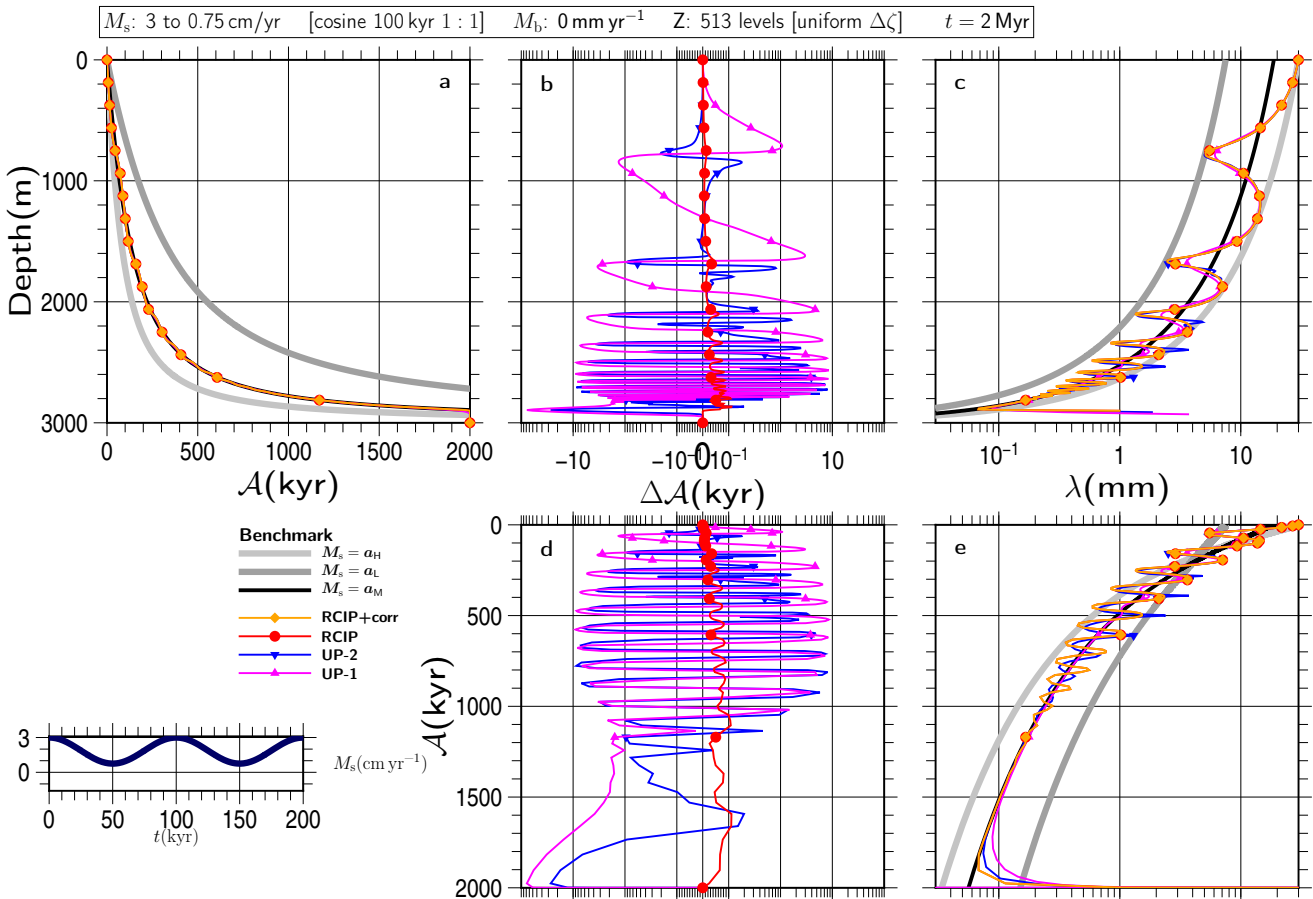 Mₛ: 3 to 0.75 cm/yr [cosine 100 kyr 1 : 1] M_b: 0 mm yr⁻¹ Z: 513 levels [uniform Δζ] t = 2 Myr
a
b
c
0
1000
2000
3000
Depth(m)
0 500 1000 1500 2000
𝒜(kyr)
−10 −10⁻¹ 0 10⁻¹ 10
Δ𝒜(kyr)
10⁻¹ 1 10
λ(mm)
d
e
0
500
1000
1500
2000
𝒜(kyr)
Benchmark
Mₛ = a_H
Mₛ = a_L
Mₛ = a_M
RCIP+corr
RCIP
UP-2
UP-1
3
0
Mₛ(cm yr⁻¹)
0 50 100 150 200
t(kyr)